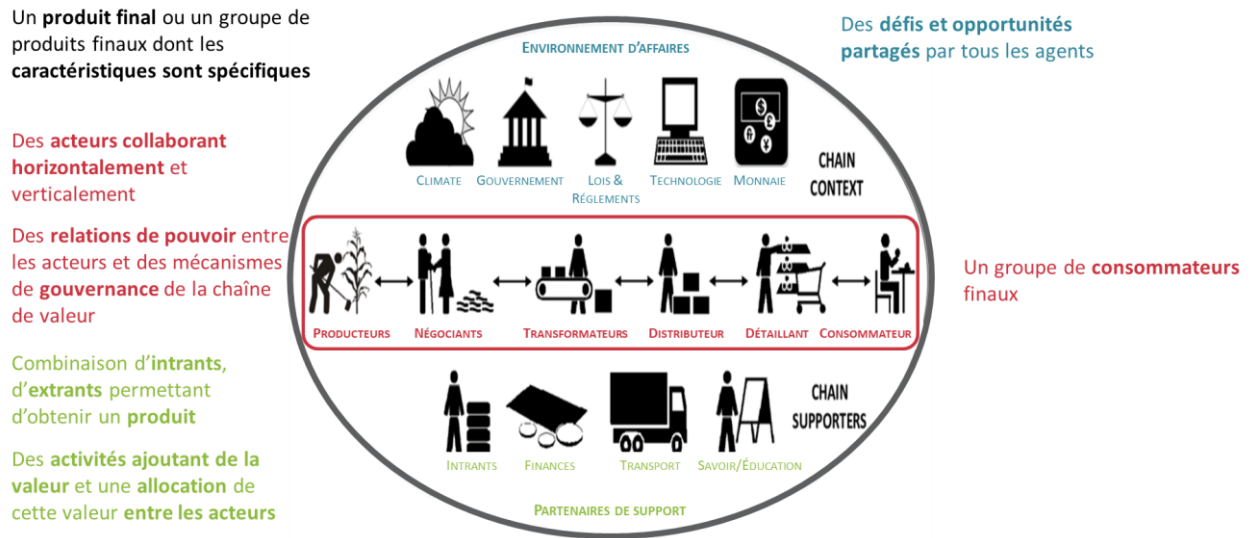 Un produit final ou un groupe de
produits finaux dont les
caractéristiques sont spécifiques
Des acteurs collaborant
horizontalement et
verticalement
Des relations de pouvoir entre
les acteurs et des mécanismes
de gouvernance de la chaîne
de valeur
Combinaison d'intrants,
d'extrants permettant
d'obtenir un produit
Des activités ajoutant de la
valeur et une allocation de
cette valeur entre les acteurs
ENVIRONNEMENT D'AFFAIRES
CLIMATE GOUVERNEMENT LOIS & TECHNOLOGIE MONNAIE
RÉGLEMENTS
CHAIN
CONTEXT
PRODUCTEURS NÉGOCIANTS TRANSFORMATEURS DISTRIBUTEUR DÉTAILLANT CONSOMMATEUR
CHAIN
SUPPORTERS
INTRANTS FINANCES TRANSPORT SAVOIR/ÉDUCATION
PARTENAIRES DE SUPPORT
Des défis et opportunités
partagés par tous les agents
Un groupe de consommateurs
finaux